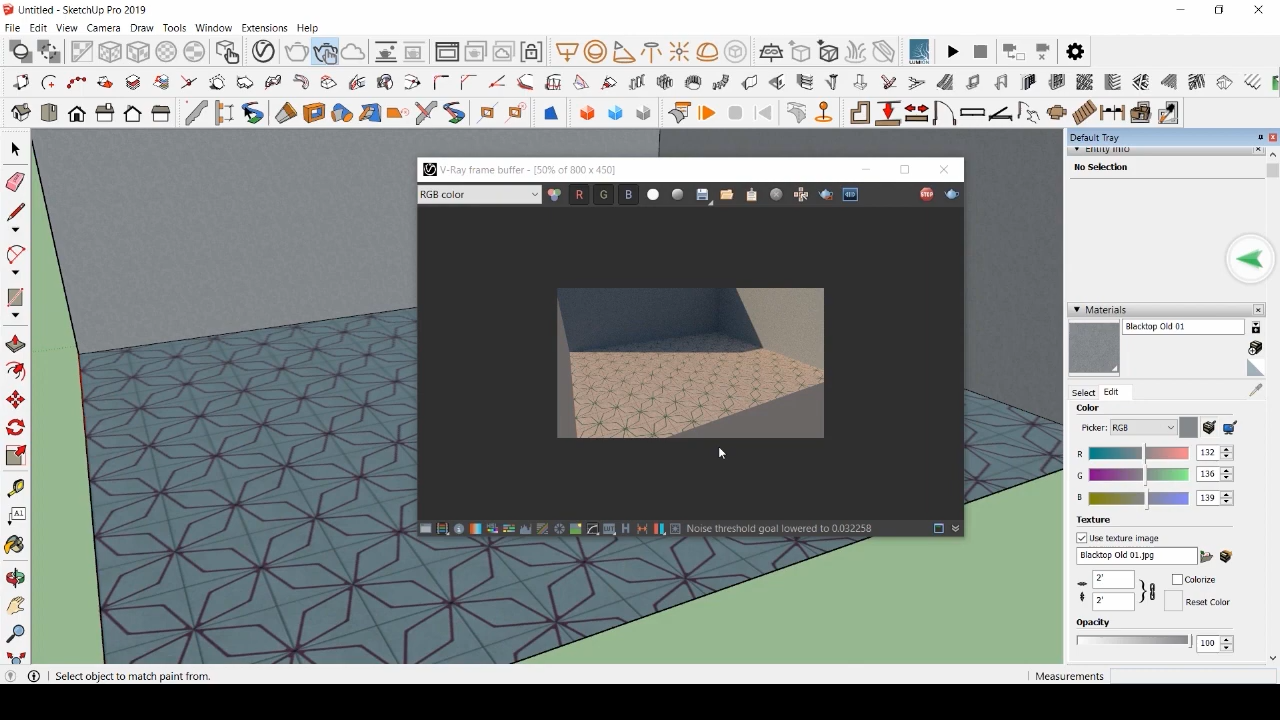 Untitled - SketchUp Pro 2019
File Edit View Camera Draw Tools Window Extensions Help
LUMION
Default Tray
Entity Info
No Selection
V-Ray frame buffer - [50% of 800 x 450]
RGB color
R G B
STOP
Materials
Blacktop Old 01
Select Edit
Color
Picker: RGB
R 132
G 136
B 139
Texture
Use texture image
Blacktop Old 01.jpg
2' Colorize
2' Reset Color
Opacity
100
A1
Noise threshold goal lowered to 0.032258
Select object to match paint from.
Measurements